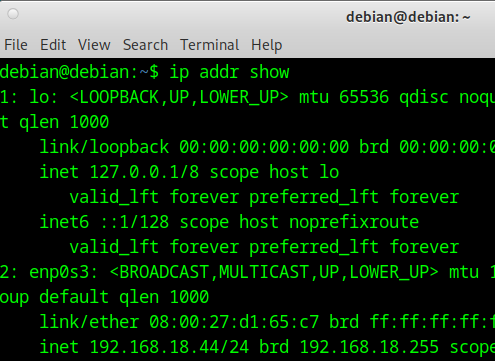 debian@debian: ~
File Edit View Search Terminal Help
debian@debian:~$ ip addr show
1: lo: <LOOPBACK,UP,LOWER_UP> mtu 65536 qdisc noqu
t qlen 1000
link/loopback 00:00:00:00:00:00 brd 00:00:00:0
inet 127.0.0.1/8 scope host lo
valid_lft forever preferred_lft forever
inet6 ::1/128 scope host noprefixroute
valid_lft forever preferred_lft forever
2: enp0s3: <BROADCAST,MULTICAST,UP,LOWER_UP> mtu 1
oup default qlen 1000
link/ether 08:00:27:d1:65:c7 brd ff:ff:ff:ff:f
inet 192.168.18.44/24 brd 192.168.18.255 scope